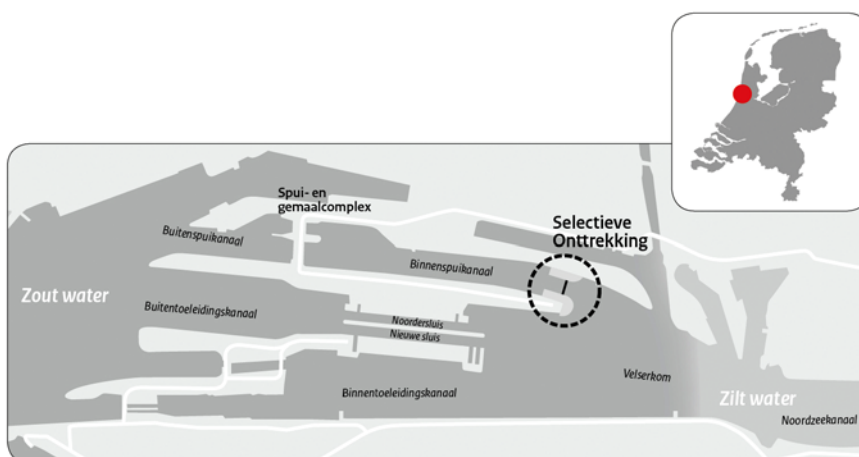 Spui- en
gemaalcomplex
Selectieve
Onttrekking
Buitenspuikanaal
Binnenspuikanaal
Zout water
Buitentoeleidingskanaal
Noordersluis
Nieuwe sluis
Velserkom
Binnentoeleidingskanaal
Zilt water
Noordzeekanaal